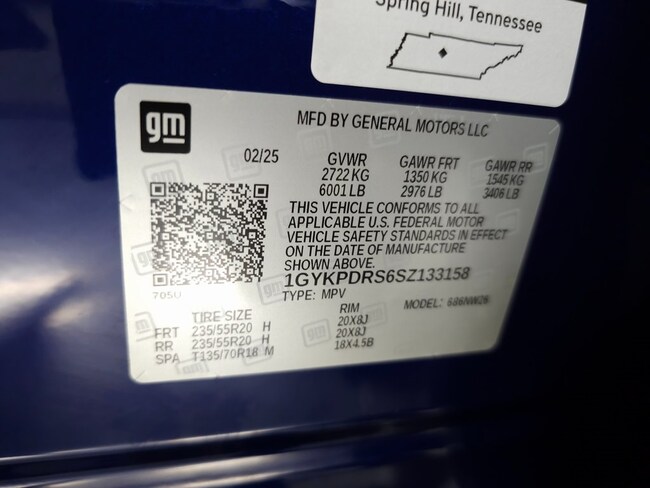 Spring Hill, Tennessee
gm
MFD BY GENERAL MOTORS LLC
02/25 GVWR GAWR FRT GAWR RR
2722 KG 1350 KG 1545 KG
6001 LB 2976 LB 3406 LB
THIS VEHICLE CONFORMS TO ALL
APPLICABLE U.S. FEDERAL MOTOR
VEHICLE SAFETY STANDARDS IN EFFECT
ON THE DATE OF MANUFACTURE
SHOWN ABOVE.
1GYKPDRS6SZ133158
705U
TYPE: MPV MODEL: 686NW26
TIRE SIZE RIM
FRT 235/55R20 H 20X8J
RR 235/55R20 H 20X8J
SPA T135/70R18 M 18X4.5B